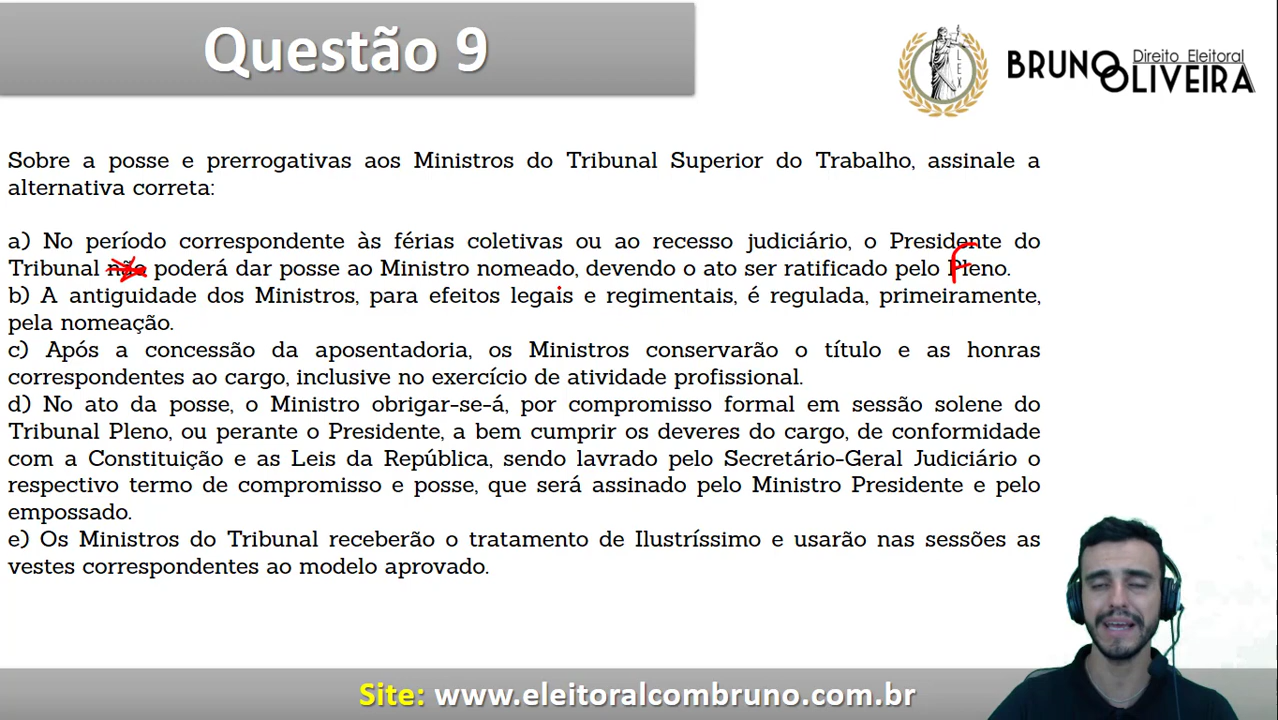 Questão 9
LEX
BRUNO Direito Eleitoral
OLIVEIRA
Sobre a posse e prerrogativas aos Ministros do Tribunal Superior do Trabalho, assinale a
alternativa correta:
a) No período correspondente às férias coletivas ou ao recesso judiciário, o Presidente do
Tribunal não poderá dar posse ao Ministro nomeado, devendo o ato ser ratificado pelo Pleno.
F
b) A antiguidade dos Ministros, para efeitos legais e regimentais, é regulada, primeiramente,
pela nomeação.
c) Após a concessão da aposentadoria, os Ministros conservarão o título e as honras
correspondentes ao cargo, inclusive no exercício de atividade profissional.
d) No ato da posse, o Ministro obrigar-se-á, por compromisso formal em sessão solene do
Tribunal Pleno, ou perante o Presidente, a bem cumprir os deveres do cargo, de conformidade
com a Constituição e as Leis da República, sendo lavrado pelo Secretário-Geral Judiciário o
respectivo termo de compromisso e posse, que será assinado pelo Ministro Presidente e pelo
empossado.
e) Os Ministros do Tribunal receberão o tratamento de Ilustríssimo e usarão nas sessões as
vestes correspondentes ao modelo aprovado.
Site: www.eleitoralcombruno.com.br